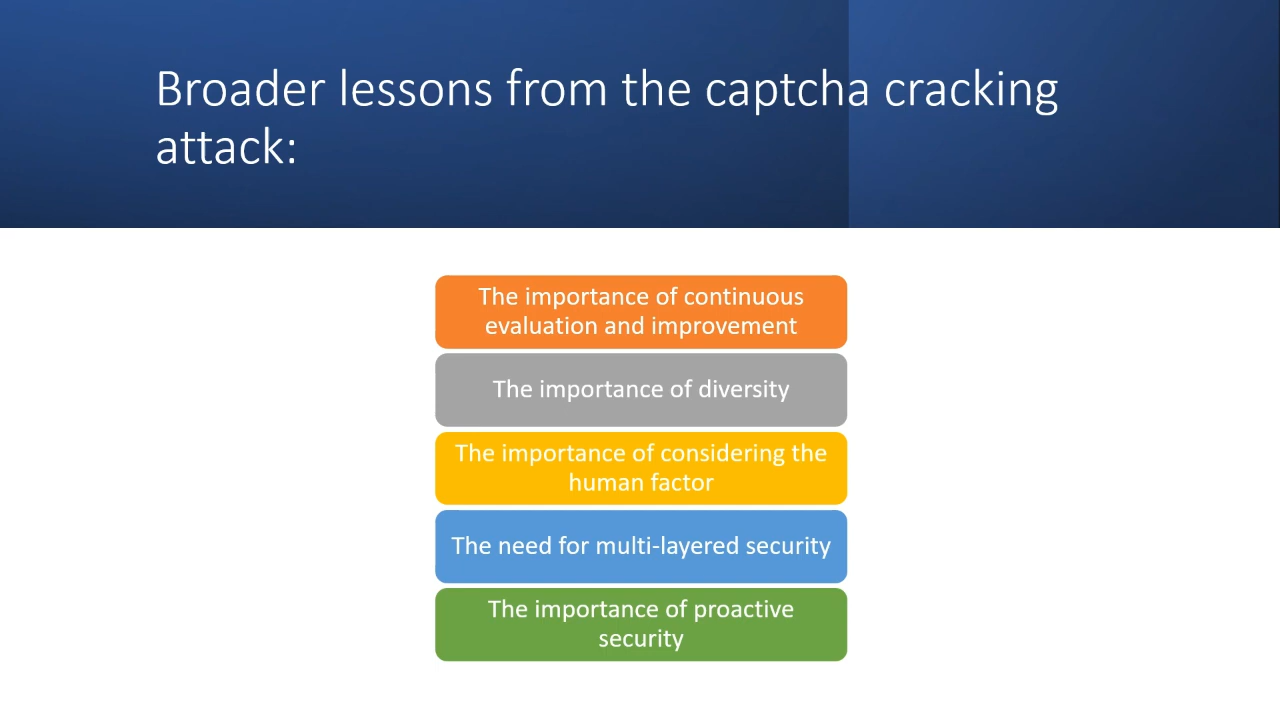 Broader lessons from the captcha cracking
attack:
The importance of continuous
evaluation and improvement
The importance of diversity
The importance of considering the
human factor
The need for multi-layered security
The importance of proactive
security